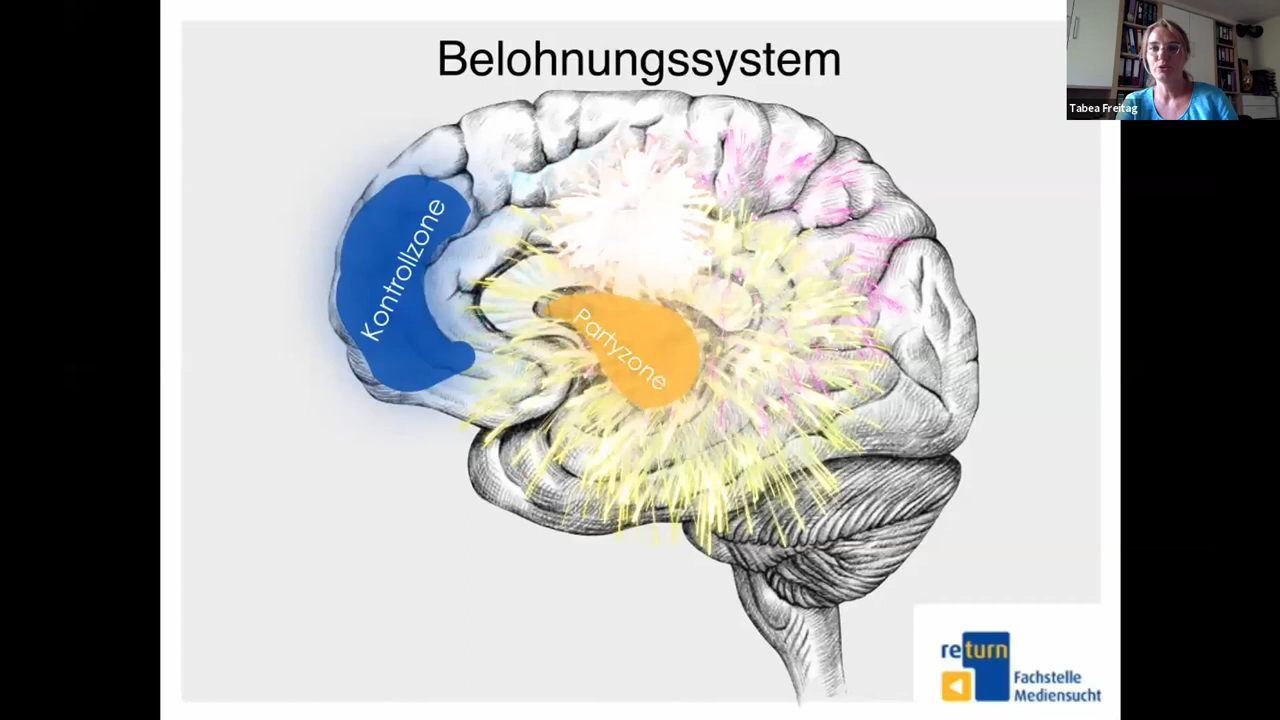 Belohnungssystem
Tabea Freitag
Kontrollzone
Partyzone
return
Fachstelle
Mediensucht